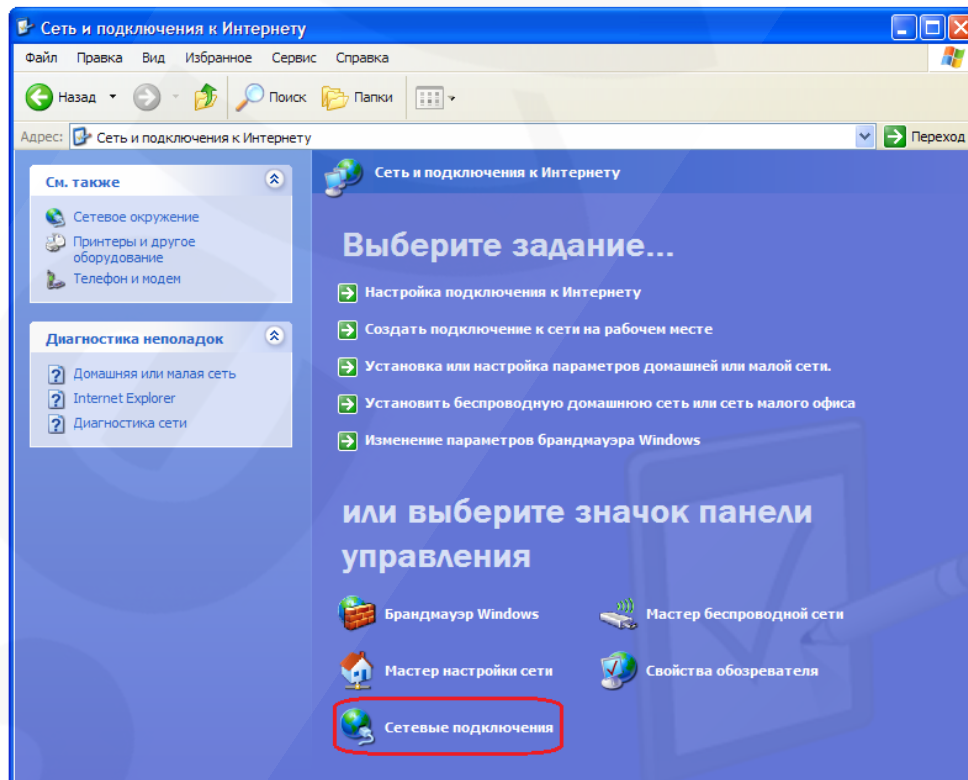 Сеть и подключения к Интернету
Файл Правка Вид Избранное Сервис Справка
Назад Поиск Папки
Адрес: Сеть и подключения к Интернету Переход
См. также
Сетевое окружение
Принтеры и другое
оборудование
Телефон и модем
Диагностика неполадок
Домашняя или малая сеть
Internet Explorer
Диагностика сети
Сеть и подключения к Интернету
Выберите задание...
Настройка подключения к Интернету
Создать подключение к сети на рабочем месте
Установка или настройка параметров домашней или малой сети.
Установить беспроводную домашнюю сеть или сеть малого офиса
Изменение параметров брандмауэра Windows
или выберите значок панели
управления
Брандмауэр Windows Мастер беспроводной сети
Мастер настройки сети Свойства обозревателя
Сетевые подключения